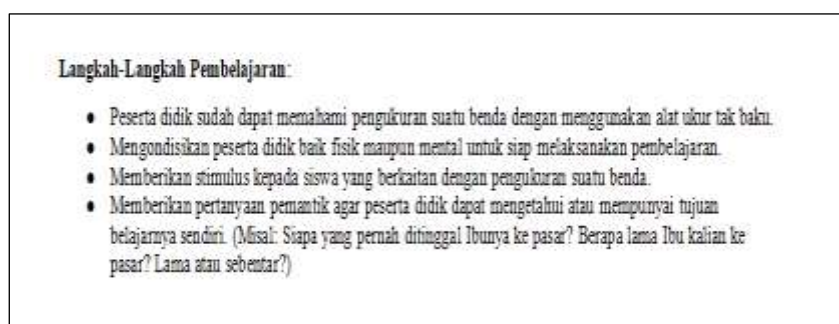 Langkah-Langkah Pembelajaran:
● Peserta didik sudah dapat memahami pengukuran suatu benda dengan menggunakan alat ukur tak baku.
● Mengondisikan peserta didik baik fisik maupun mental untuk siap melaksanakan pembelajaran.
● Memberikan stimulus kepada siswa yang berkaitan dengan pengukuran suatu benda.
● Memberikan pertanyaan pemantik agar peserta didik dapat mengetahui atau mempunyai tujuan
belajarnya sendiri. (Misal: Siapa yang pernah ditinggal Ibunya ke pasar? Berapa lama Ibu kalian ke
pasar? Lama atau sebentar?)